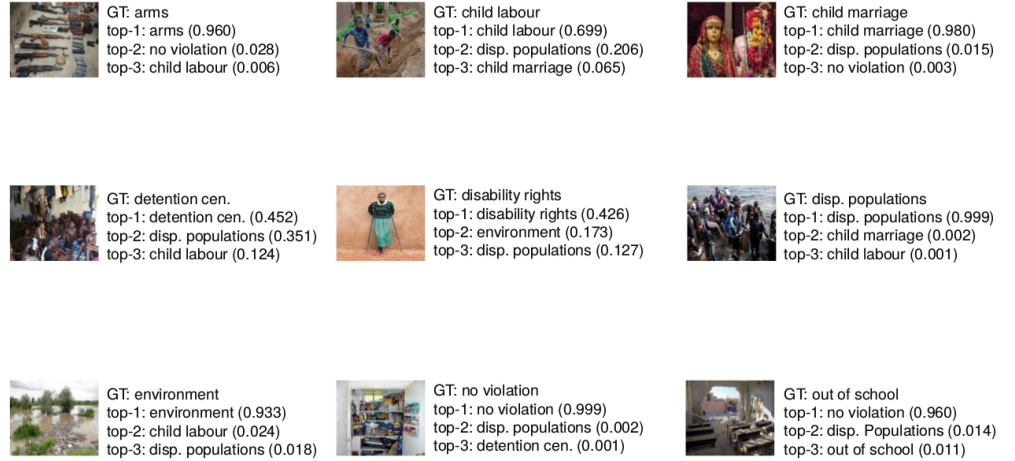 GT: arms
top-1: arms (0.960)
top-2: no violation (0.028)
top-3: child labour (0.006)
GT: child labour
top-1: child labour (0.699)
top-2: disp. populations (0.206)
top-3: child marriage (0.065)
GT: child marriage
top-1: child marriage (0.980)
top-2: disp. populations (0.015)
top-3: no violation (0.003)
GT: detention cen.
top-1: detention cen. (0.452)
top-2: disp. populations (0.351)
top-3: child labour (0.124)
GT: disability rights
top-1: disability rights (0.426)
top-2: environment (0.173)
top-3: disp. populations (0.127)
GT: disp. populations
top-1: disp. populations (0.999)
top-2: child marriage (0.002)
top-3: child labour (0.001)
GT: environment
top-1: environment (0.933)
top-2: child labour (0.024)
top-3: disp. populations (0.018)
GT: no violation
top-1: no violation (0.999)
top-2: disp. populations (0.002)
top-3: detention cen. (0.001)
GT: out of school
top-1: no violation (0.960)
top-2: disp. Populations (0.014)
top-3: out of school (0.011)